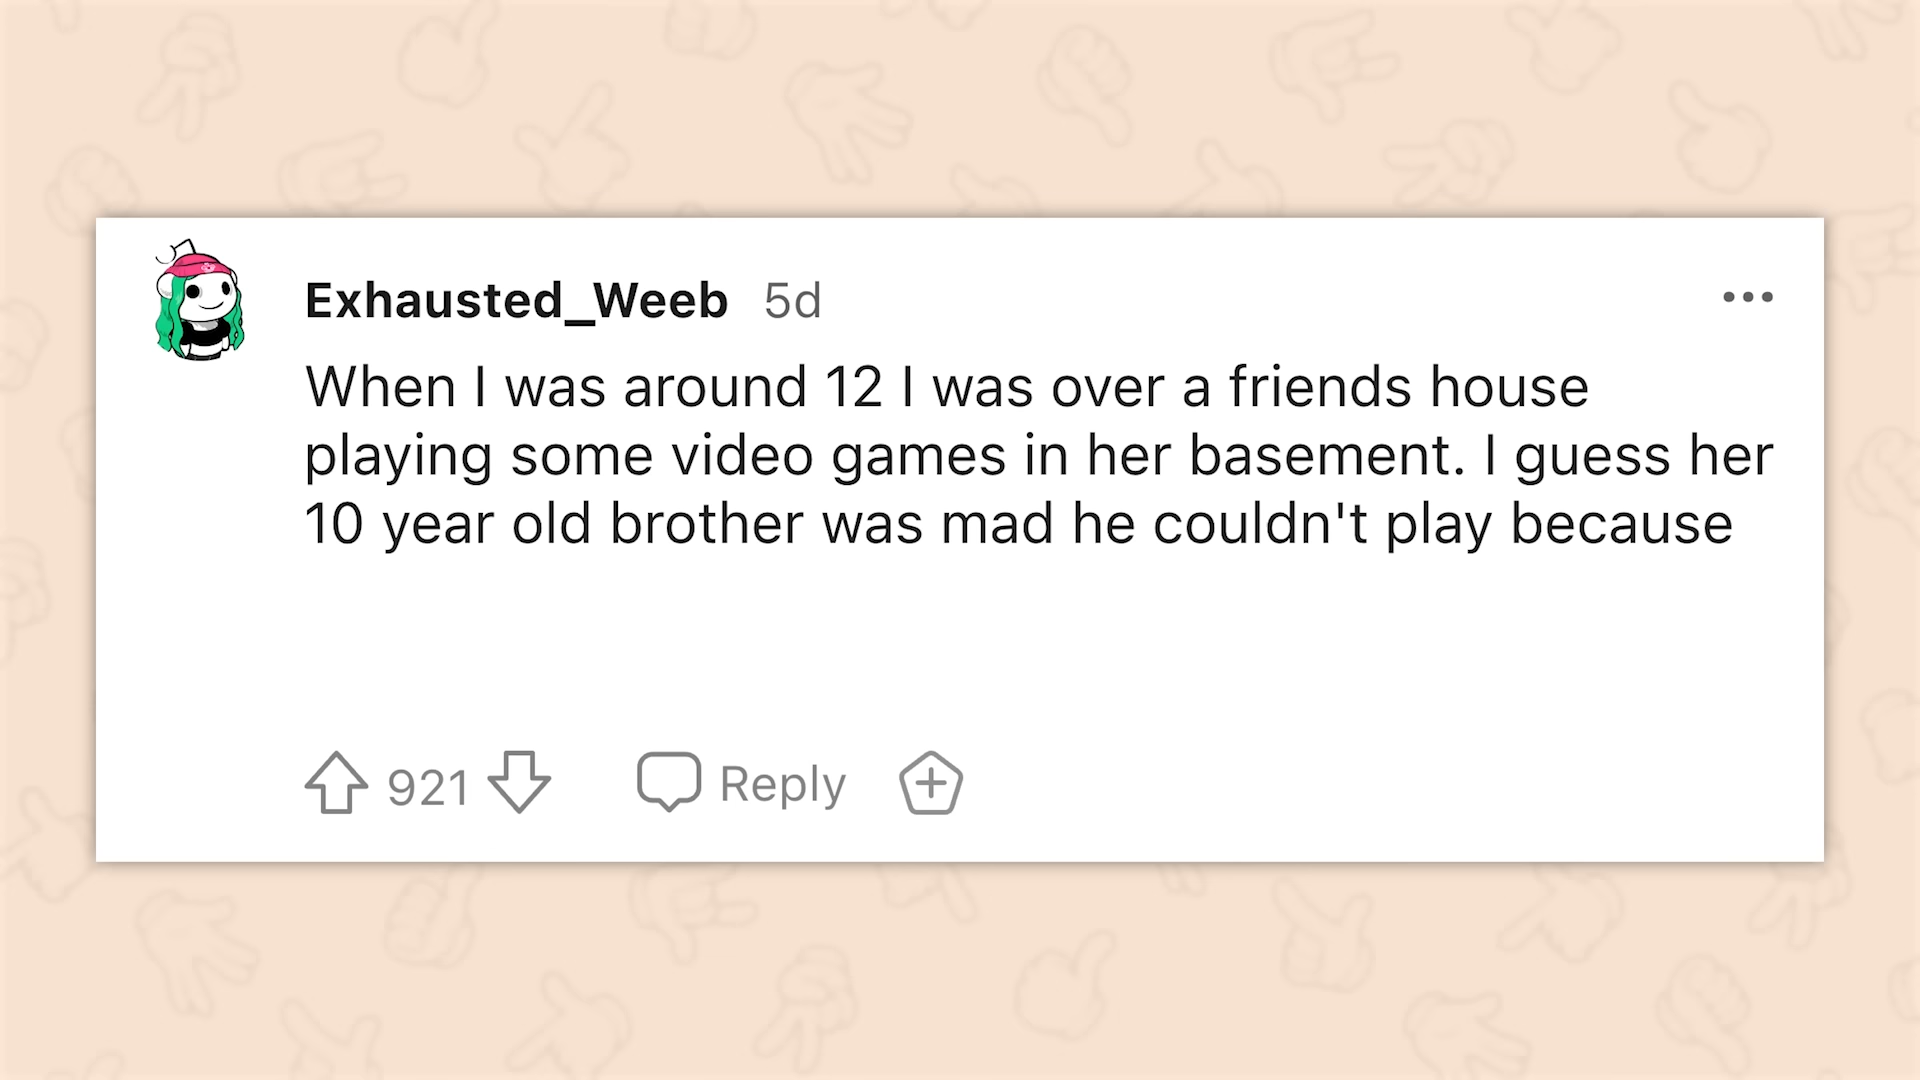 Exhausted_Weeb 5d
When I was around 12 I was over a friends house
playing some video games in her basement. I guess her
10 year old brother was mad he couldn't play because
921 Reply